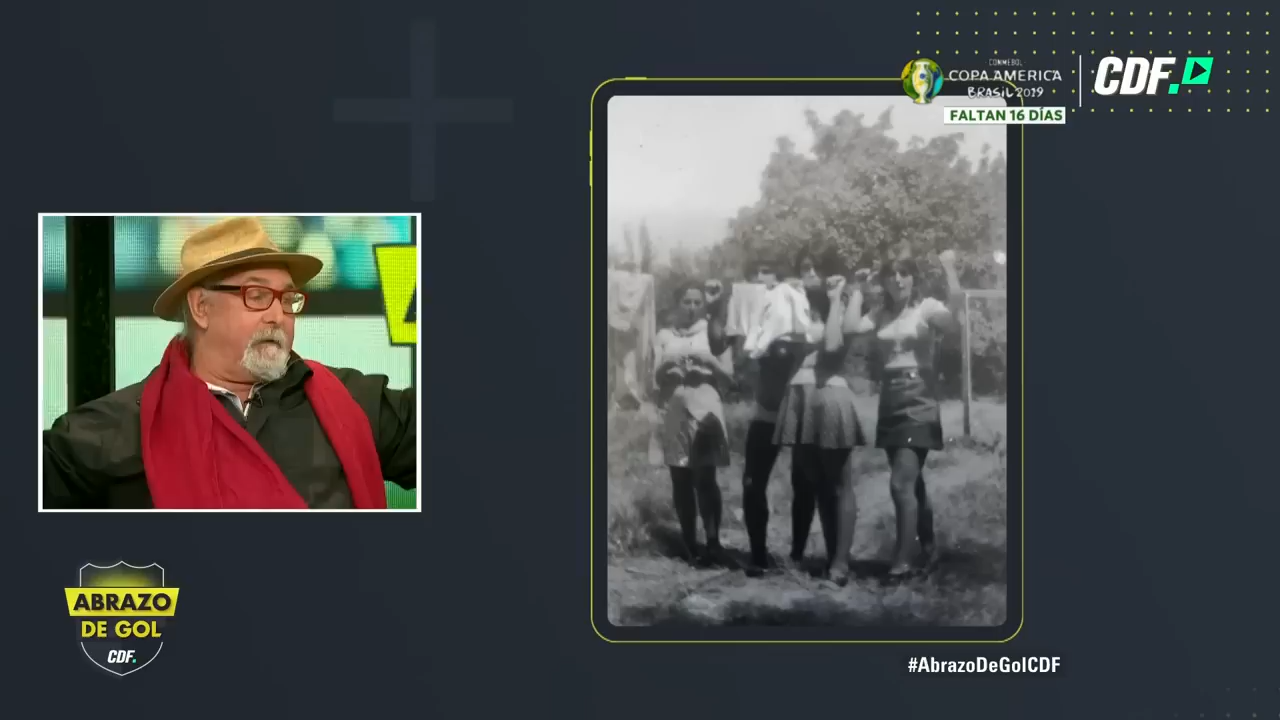 CONMEBOL
COPA AMERICA
BRASIL 2019
FALTAN 16 DÍAS
CDF.
ABRAZO
DE GOL
CDF.
#AbrazoDeGolCDF